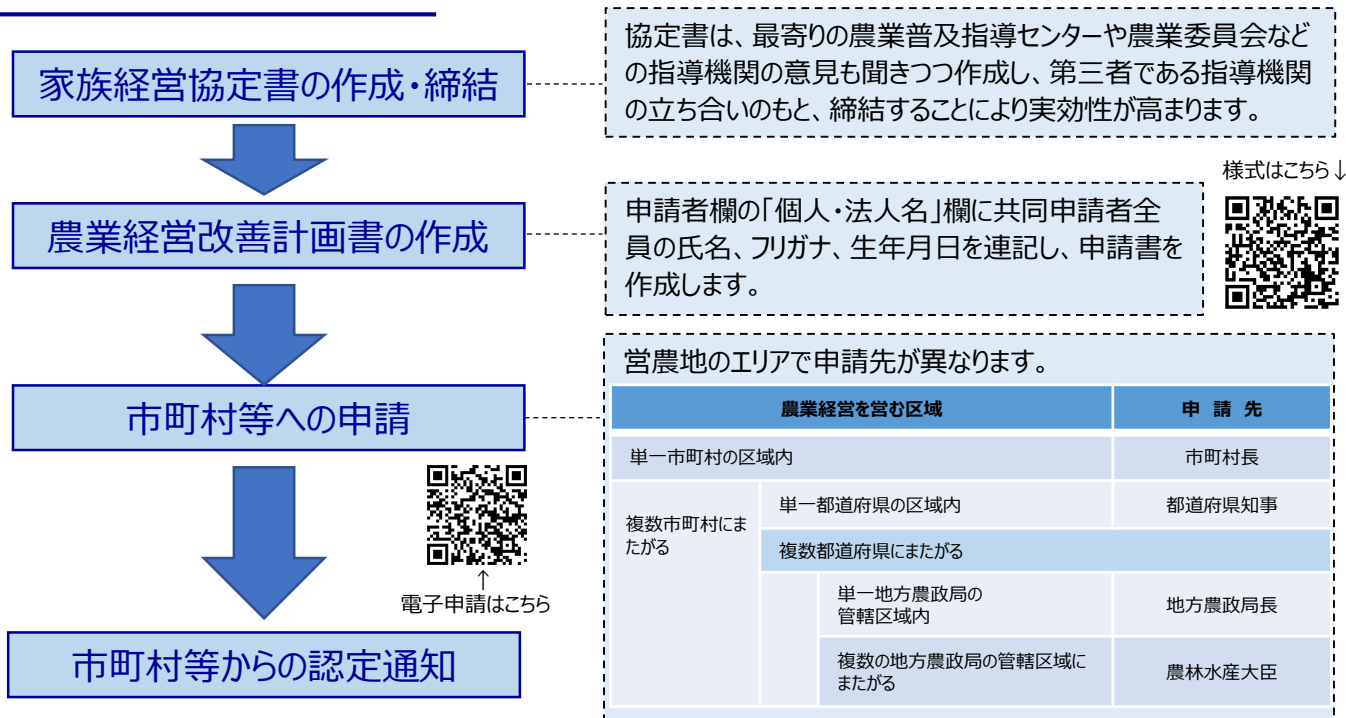 家族経営協定書の作成・締結
協定書は、最寄りの農業普及指導センターや農業委員会など
の指導機関の意見も聞きつつ作成し、第三者である指導機関
の立ち合いのもと、締結することにより実効性が高まります。
農業経営改善計画書の作成
申請者欄の「個人・法人名」欄に共同申請者全
員の氏名、フリガナ、生年月日を連記し、申請書を
作成します。
様式はこちら↓
市町村等への申請
営農地のエリアで申請先が異なります。
農業経営を営む区域
申 請 先
単一市町村の区域内
市町村長
複数市町村にま
たがる
単一都道府県の区域内
都道府県知事
複数都道府県にまたがる
単一地方農政局の
管轄区域内
地方農政局長
複数の地方農政局の管轄区域に
またがる
農林水産大臣
↑
電子申請はこちら
市町村等からの認定通知